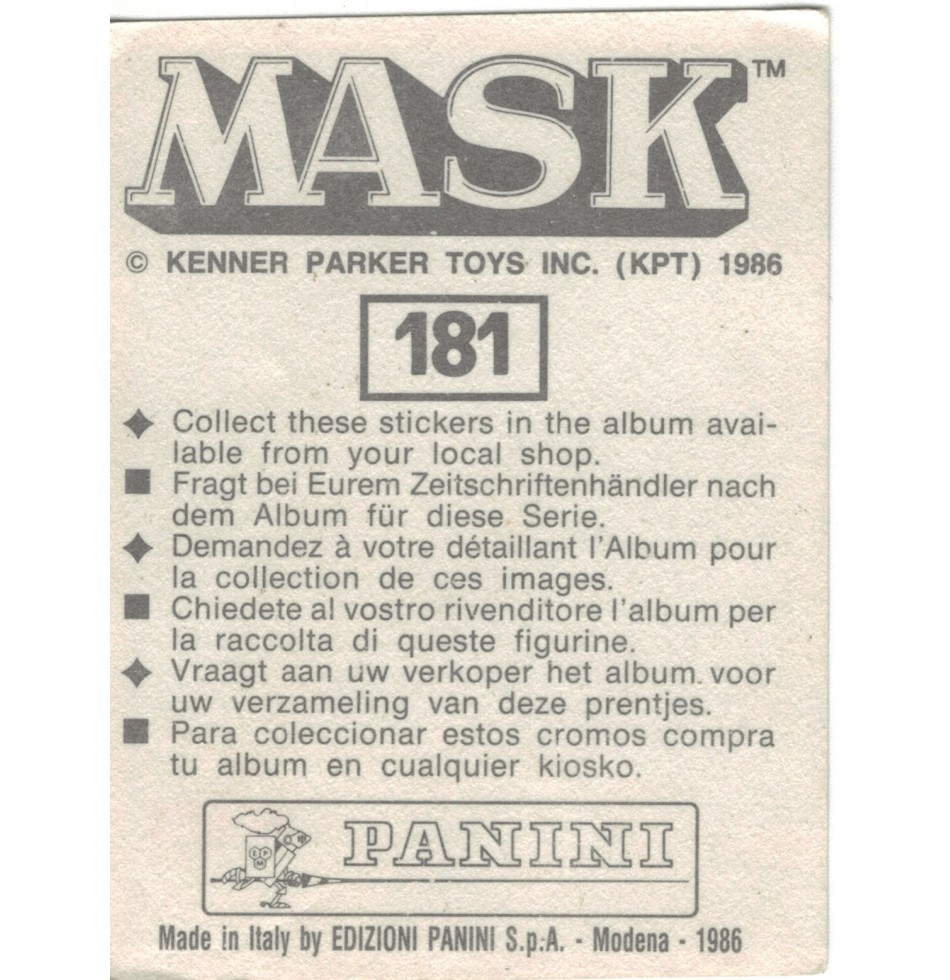 MASK™
© KENNER PARKER TOYS INC. (KPT) 1986
181
Collect these stickers in the album avai-
lable from your local shop.
Fragt bei Eurem Zeitschriftenhändler nach
dem Album für diese Serie.
Demandez à votre détaillant l'Album pour
la collection de ces images.
Chiedete al vostro rivenditore l'album per
la raccolta di queste figurine.
Vraagt aan uw verkoper het album. voor
uw verzameling van deze prentjes.
Para coleccionar estos cromos compra
tu album en cualquier kiosko.
EPM
PANINI
Made in Italy by EDIZIONI PANINI S.p.A. - Modena - 1986